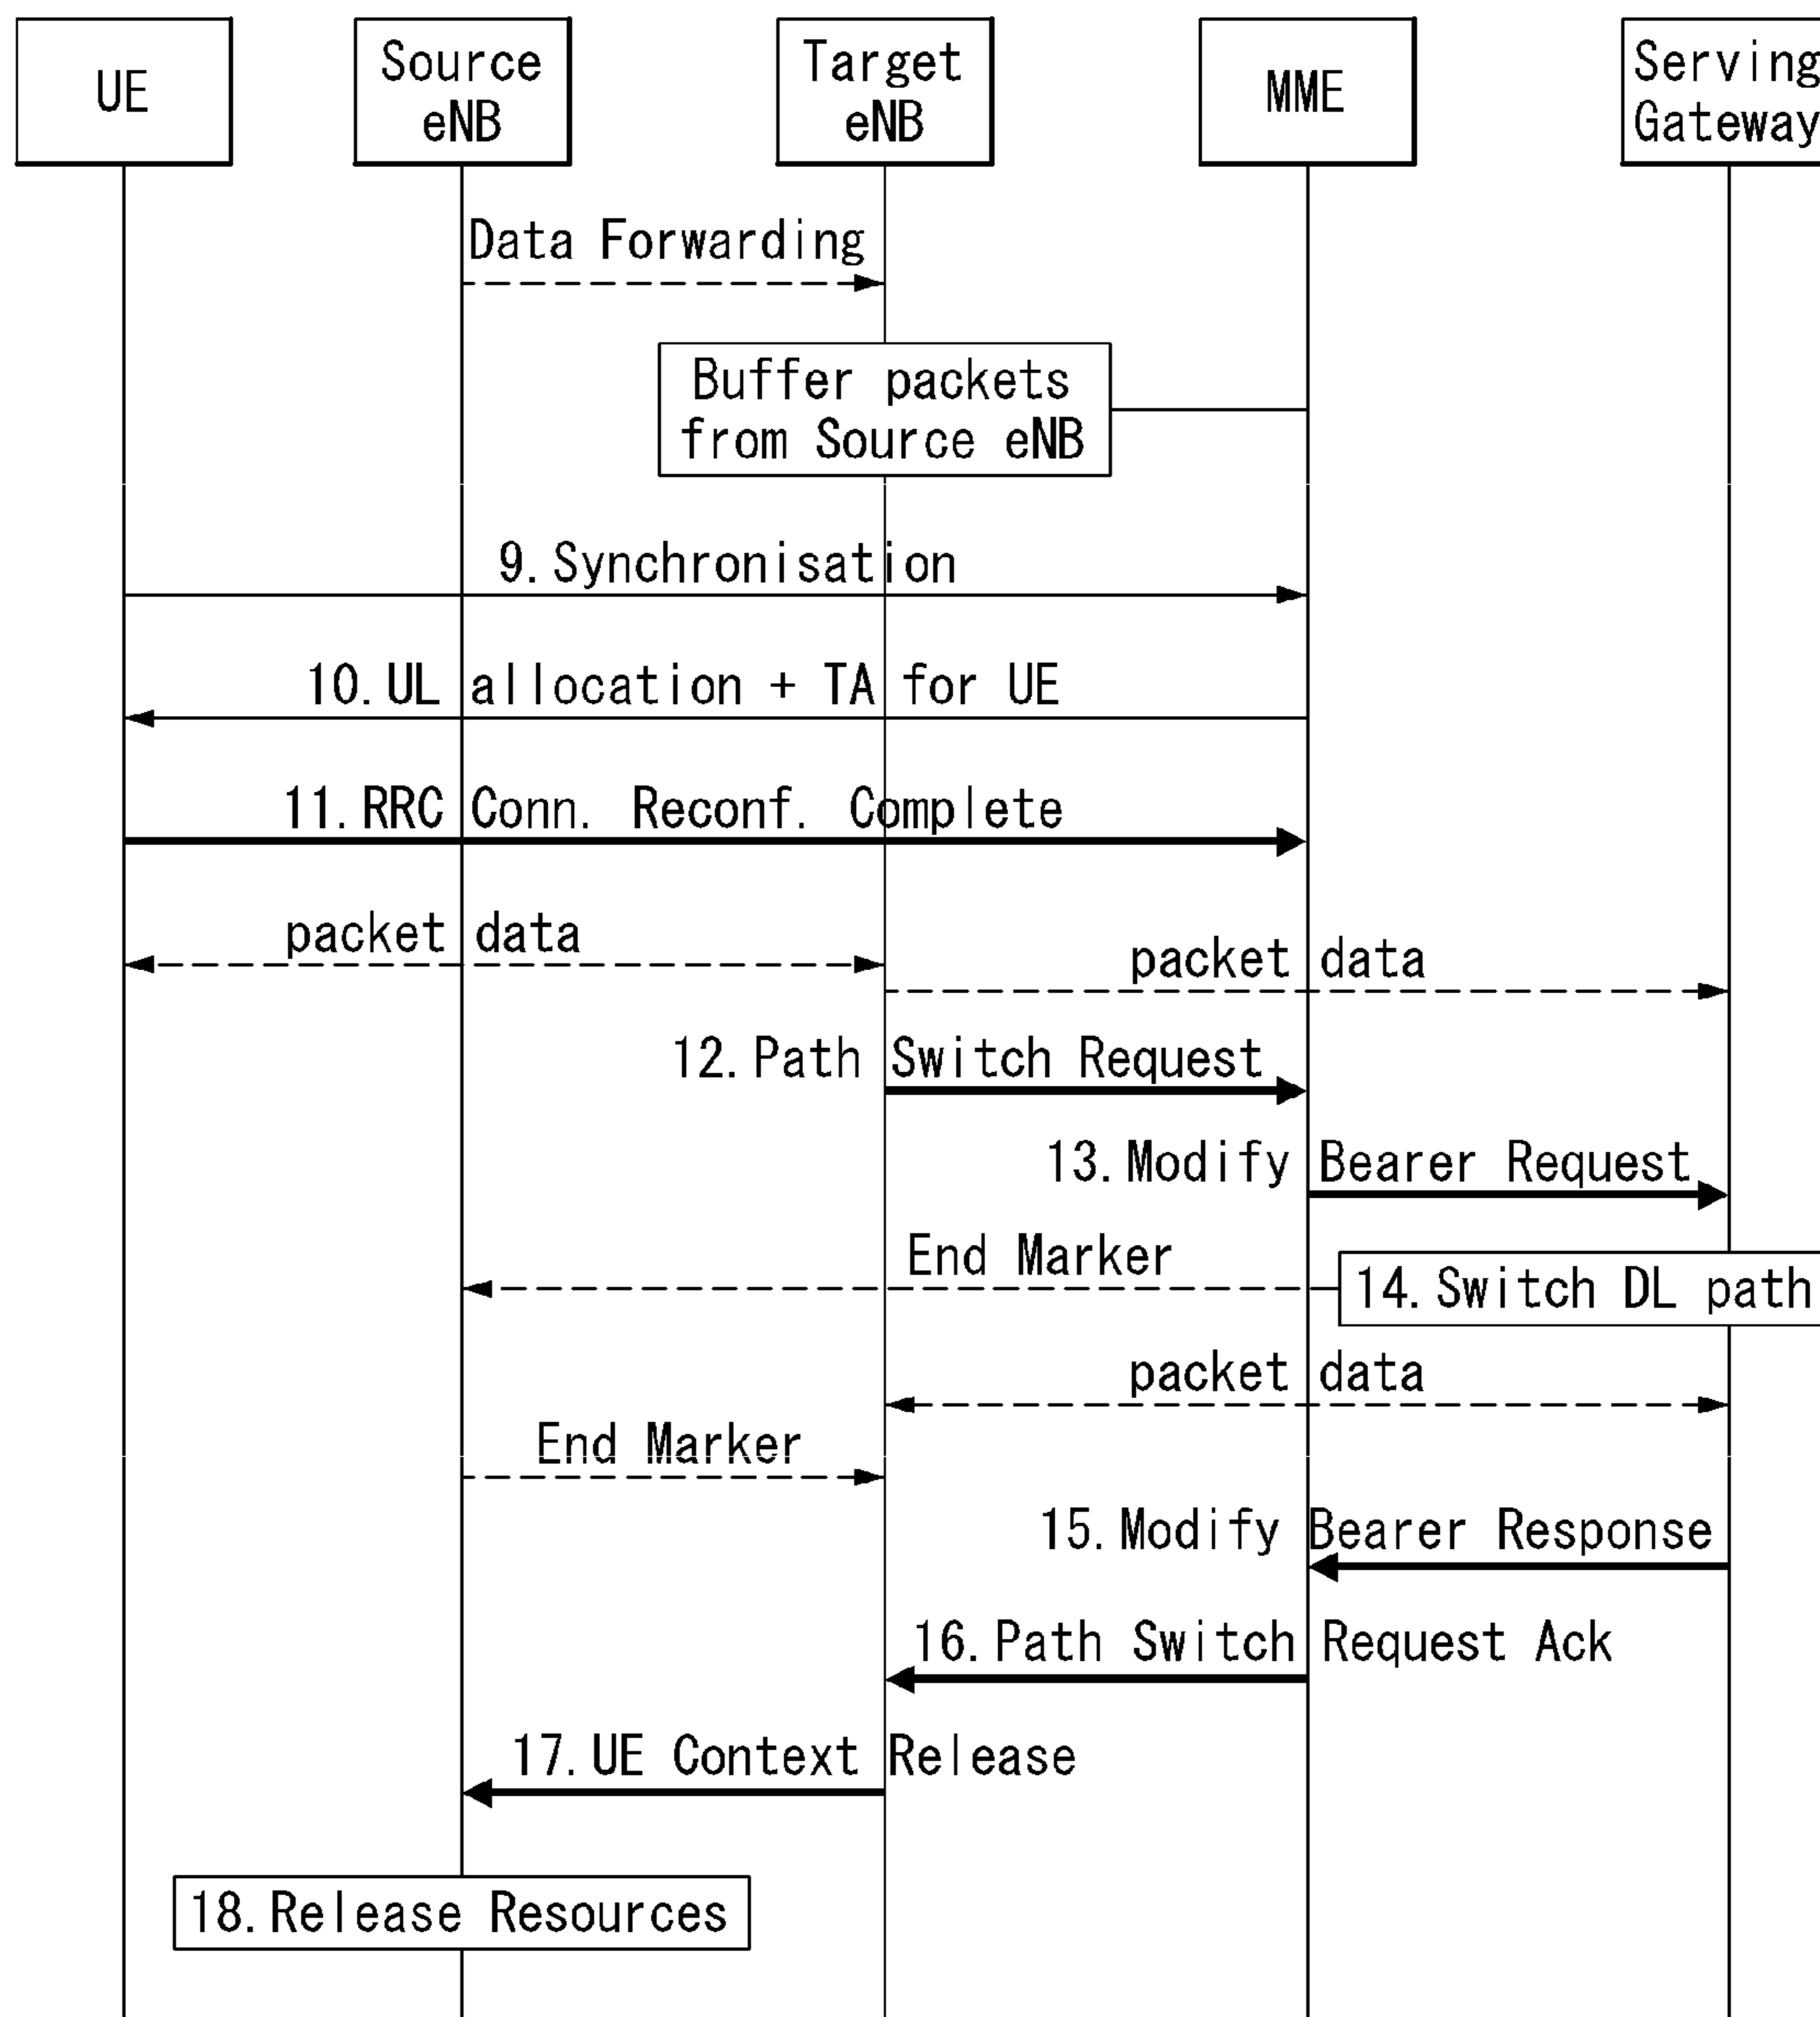 UE
Source
eNB
Target
eNB
MME
Serving
Gateway
Data Forwarding
Buffer packets
from Source eNB
9. Synchronisation
10. UL allocation + TA for UE
11. RRC Conn. Reconf. Complete
packet data
packet data
12. Path Switch Request
13. Modify Bearer Request
End Marker
14. Switch DL path
packet data
End Marker
15. Modify Bearer Response
16. Path Switch Request Ack
17. UE Context Release
18. Release Resources